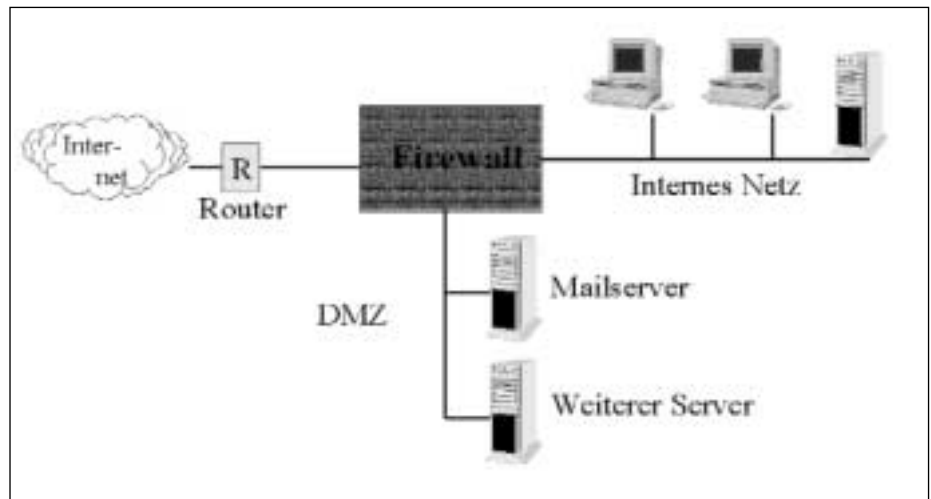 Inter-
net
R
Router
Firewall
Internes Netz
DMZ
Mailserver
Weiterer Server